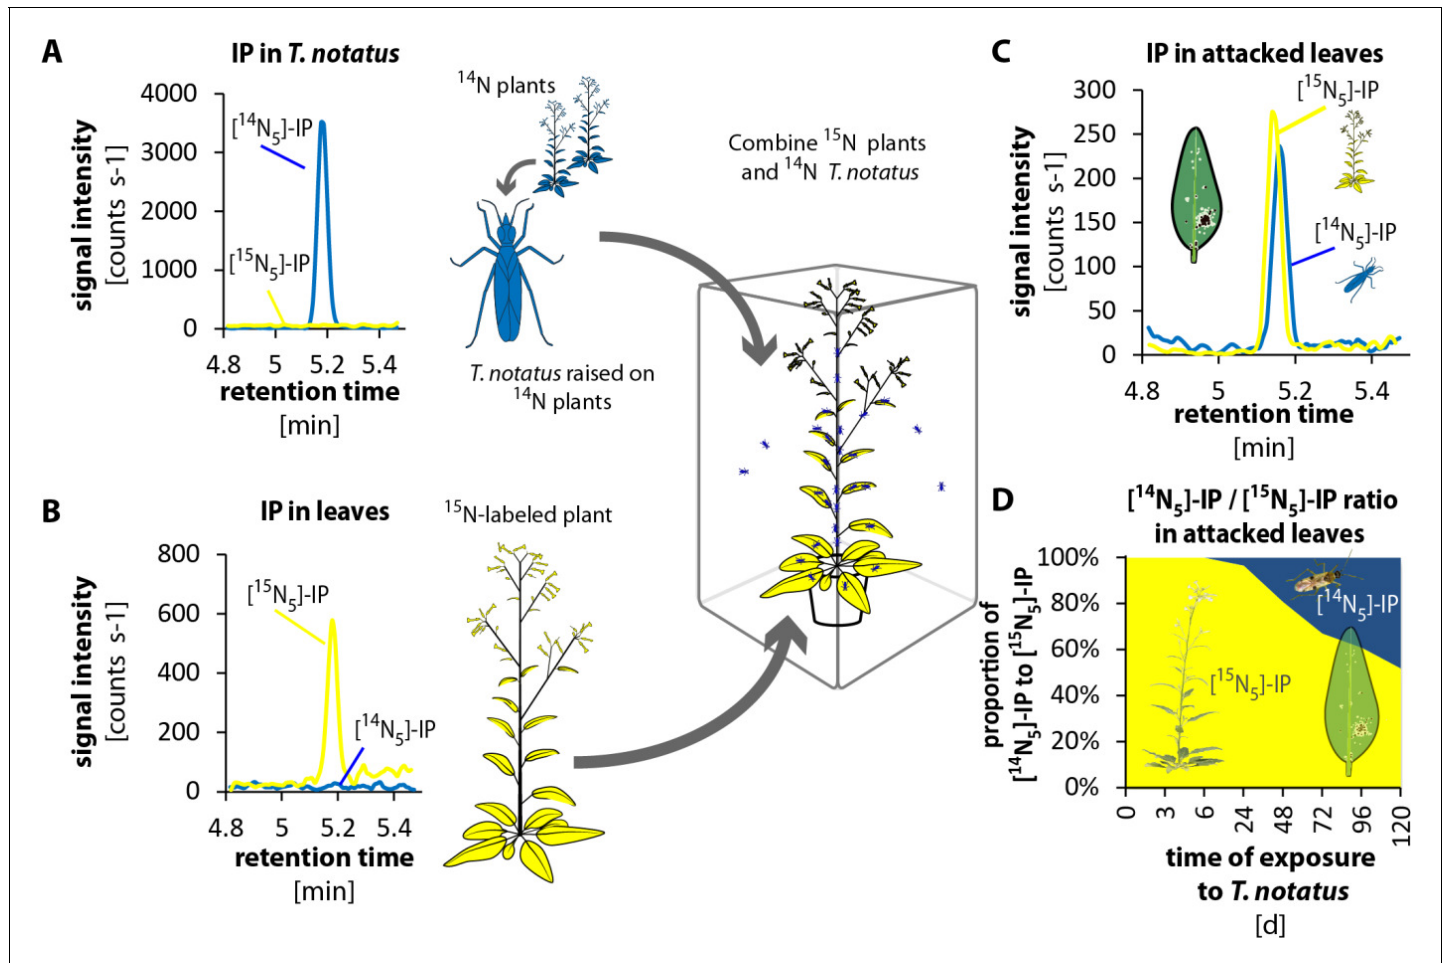 A
IP in T. notatus
signal intensity
[counts s-1]
4000
3000
2000
1000
0
[¹⁴N₅]-IP
[¹⁵N₅]-IP
4.8 5 5.2 5.4
retention time
[min]
¹⁴N plants
T. notatus raised on
¹⁴N plants
Combine ¹⁵N plants
and ¹⁴N T. notatus
B
IP in leaves
signal intensity
[counts s-1]
800
600
400
200
0
[¹⁵N₅]-IP
[¹⁴N₅]-IP
4.8 5 5.2 5.4
retention time
[min]
¹⁵N-labeled plant
C
IP in attacked leaves
signal intensity
[counts s-1]
300
250
200
150
100
50
0
[¹⁵N₅]-IP
[¹⁴N₅]-IP
4.8 5 5.2 5.4
retention time
[min]
D
[¹⁴N₅]-IP / [¹⁵N₅]-IP ratio
in attacked leaves
proportion of
[¹⁴N₅]-IP to [¹⁵N₅]-IP
100%
80%
60%
40%
20%
0%
[¹⁴N₅]-IP
[¹⁵N₅]-IP
0 3 6 24 48 72 96 120
time of exposure
to T. notatus
[d]